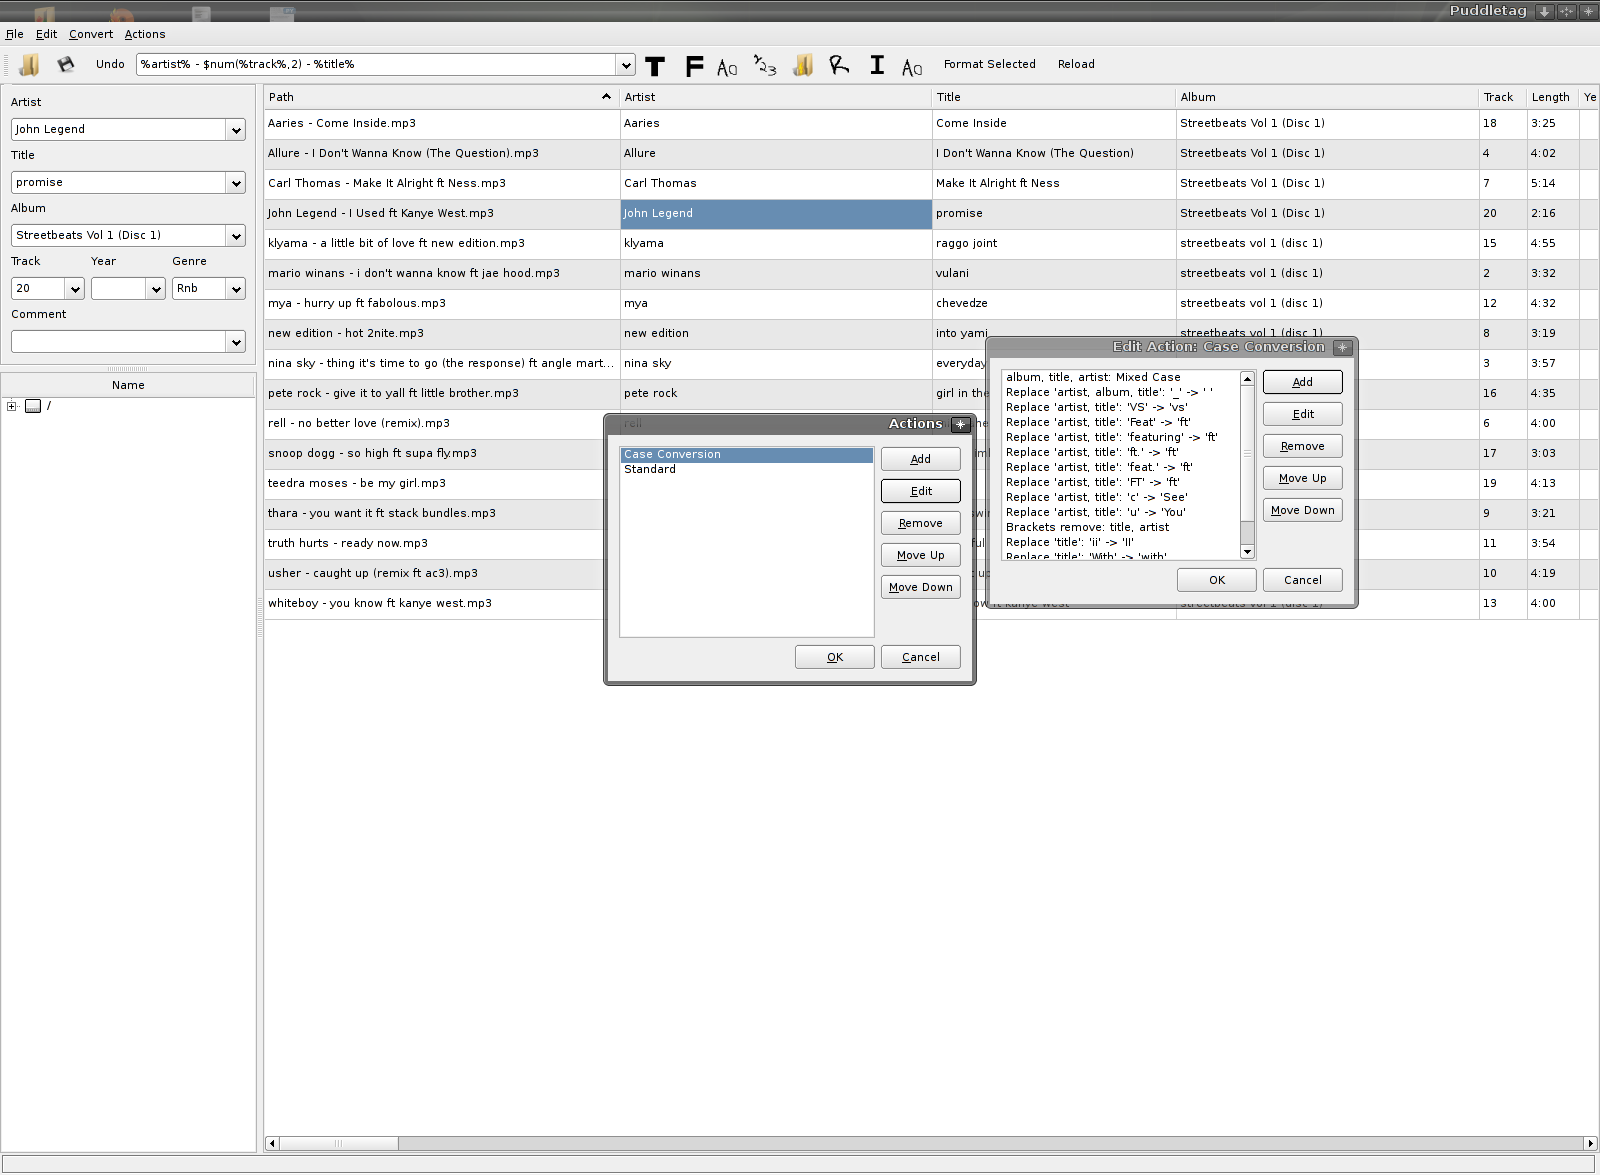 Puddletag
File Edit Convert Actions
Undo %artist% - $num(%track%,2) - %title% Format Selected Reload
Artist
John Legend
Title
promise
Album
Streetbeats Vol 1 (Disc 1)
Track Year Genre
20 Rnb
Comment
Name
/
Path Artist Title Album Track Length Ye
Aaries - Come Inside.mp3 Aaries Come Inside Streetbeats Vol 1 (Disc 1) 18 3:25
Allure - I Don't Wanna Know (The Question).mp3 Allure I Don't Wanna Know (The Question) Streetbeats Vol 1 (Disc 1) 4 4:02
Carl Thomas - Make It Alright ft Ness.mp3 Carl Thomas Make It Alright ft Ness Streetbeats Vol 1 (Disc 1) 7 5:14
John Legend - I Used ft Kanye West.mp3 John Legend promise Streetbeats Vol 1 (Disc 1) 20 2:16
klyama - a little bit of love ft new edition.mp3 klyama raggo joint streetbeats vol 1 (disc 1) 15 4:55
mario winans - i don't wanna know ft jae hood.mp3 mario winans vulani streetbeats vol 1 (disc 1) 2 3:32
mya - hurry up ft fabolous.mp3 mya chevedze streetbeats vol 1 (disc 1) 12 4:32
new edition - hot 2nite.mp3 new edition into yami streetbeats vol 1 (disc 1) 8 3:19
nina sky - thing it's time to go (the response) ft angle mart... nina sky everyday 3 3:57
pete rock - give it to yall ft little brother.mp3 pete rock girl in the 16 4:35
rell - no better love (remix).mp3 rell 6 4:00
snoop dogg - so high ft supa fly.mp3 17 3:03
teedra moses - be my girl.mp3 19 4:13
thara - you want it ft stack bundles.mp3 9 3:21
truth hurts - ready now.mp3 11 3:54
usher - caught up (remix ft ac3).mp3 10 4:19
whiteboy - you know ft kanye west.mp3 ft kanye west streetbeats vol 1 (disc 1) 13 4:00
Actions
Case Conversion
Standard
Add
Edit
Remove
Move Up
Move Down
OK Cancel
Edit Action: Case Conversion
album, title, artist: Mixed Case
Replace 'artist, album, title': '_' -> ' '
Replace 'artist, title': 'VS' -> 'vs'
Replace 'artist, title': 'Feat' -> 'ft'
Replace 'artist, title': 'featuring' -> 'ft'
Replace 'artist, title': 'ft.' -> 'ft'
Replace 'artist, title': 'feat.' -> 'ft'
Replace 'artist, title': 'FT' -> 'ft'
Replace 'artist, title': 'c' -> 'See'
Replace 'artist, title': 'u' -> 'You'
Brackets remove: title, artist
Replace 'title': 'ii' -> 'II'
Replace 'title': 'With' -> 'with'
Add
Edit
Remove
Move Up
Move Down
OK Cancel